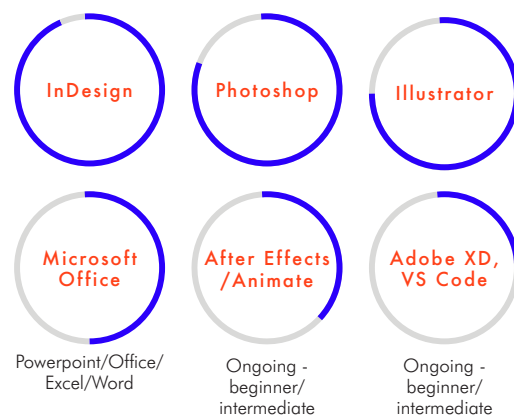 InDesign
Photoshop
Illustrator
Microsoft
Office
After Effects
/Animate
Adobe XD,
VS Code
Powerpoint/Office/
Excel/Word
Ongoing -
beginner/
intermediate
Ongoing -
beginner/
intermediate